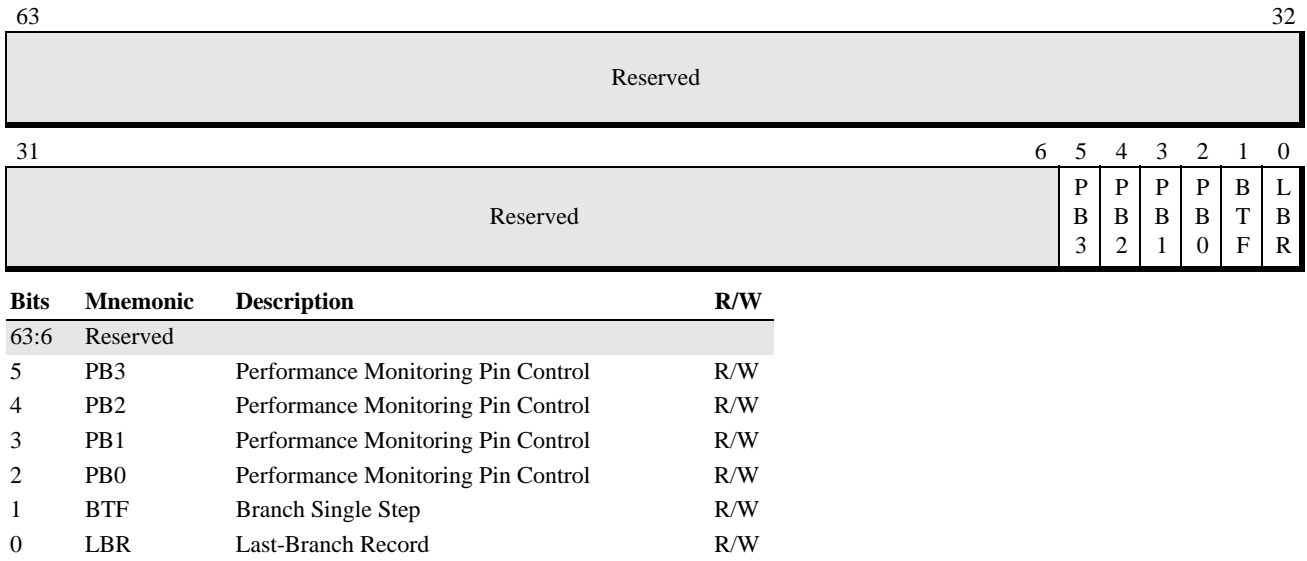 63 32
Reserved
31 6 5 4 3 2 1 0
Reserved
P P P P B L
B B B B T B
3 2 1 0 F R
Bits Mnemonic Description R/W
63:6 Reserved
5 PB3 Performance Monitoring Pin Control R/W
4 PB2 Performance Monitoring Pin Control R/W
3 PB1 Performance Monitoring Pin Control R/W
2 PB0 Performance Monitoring Pin Control R/W
1 BTF Branch Single Step R/W
0 LBR Last-Branch Record R/W